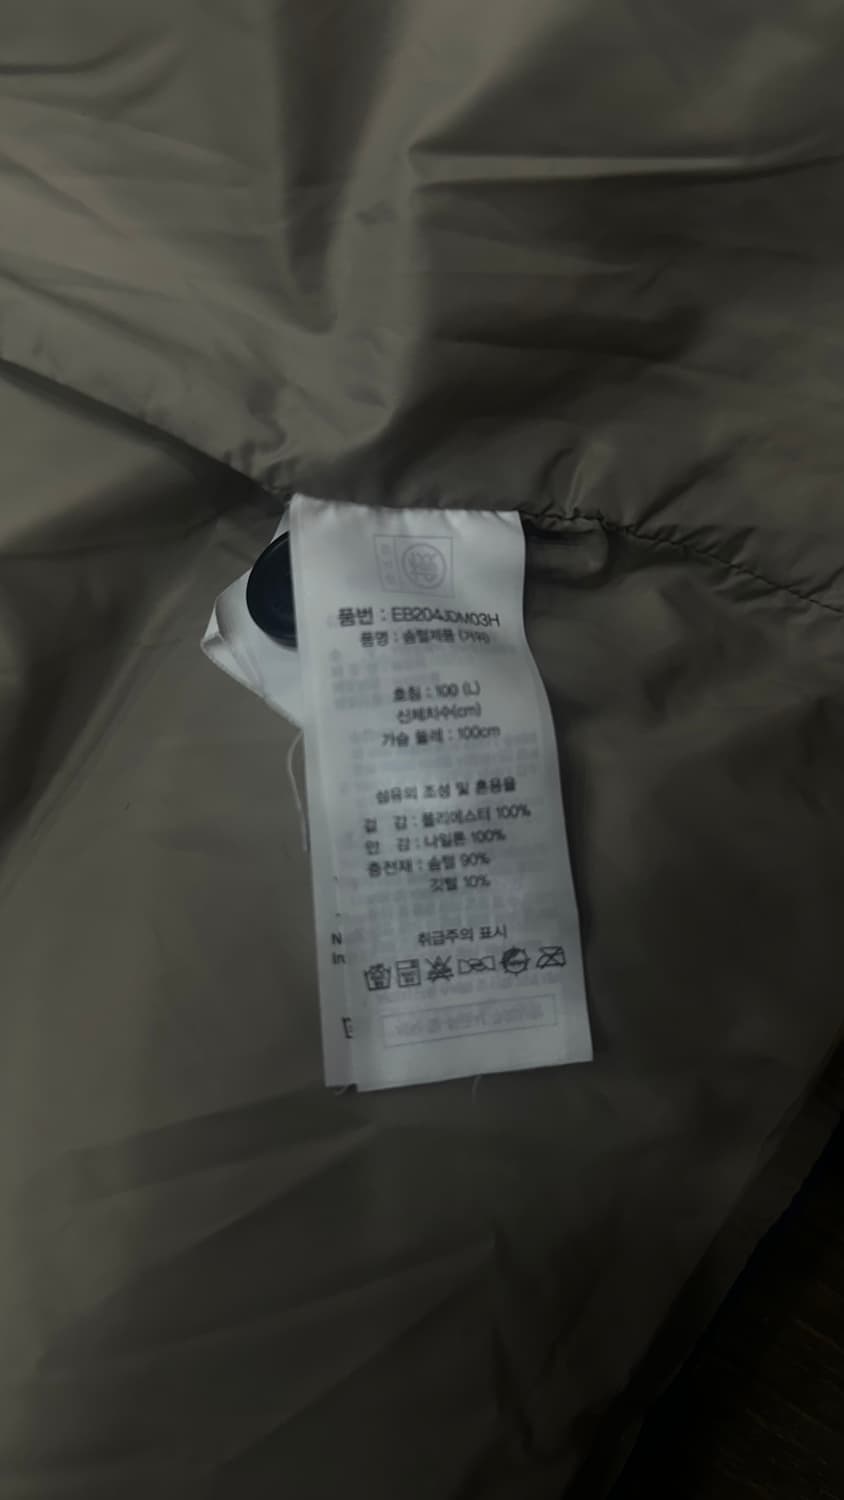 품번 : EB204JDM03H
품명 : 솜털제품 (거위)
호칭 : 100 (L)
신체치수(cm)
가슴 둘레 : 100cm
섬유의 조성 및 혼용율
겉 감 : 폴리에스터 100%
안 감 : 나일론 100%
충전재 : 솜털 90%
깃털 10%
취급주의 표시
N
In